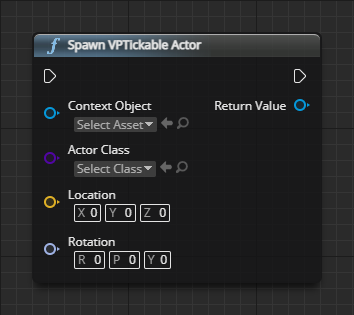 f Spawn VPTickable Actor
Context Object Return Value
Select Asset
Actor Class
Select Class
Location
X 0 Y 0 Z 0
Rotation
R 0 P 0 Y 0